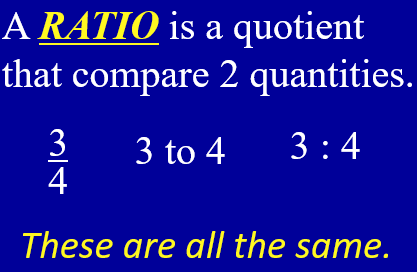 A RATIO is a quotient
that compare 2 quantities.
3/4 3 to 4 3 : 4
These are all the same.